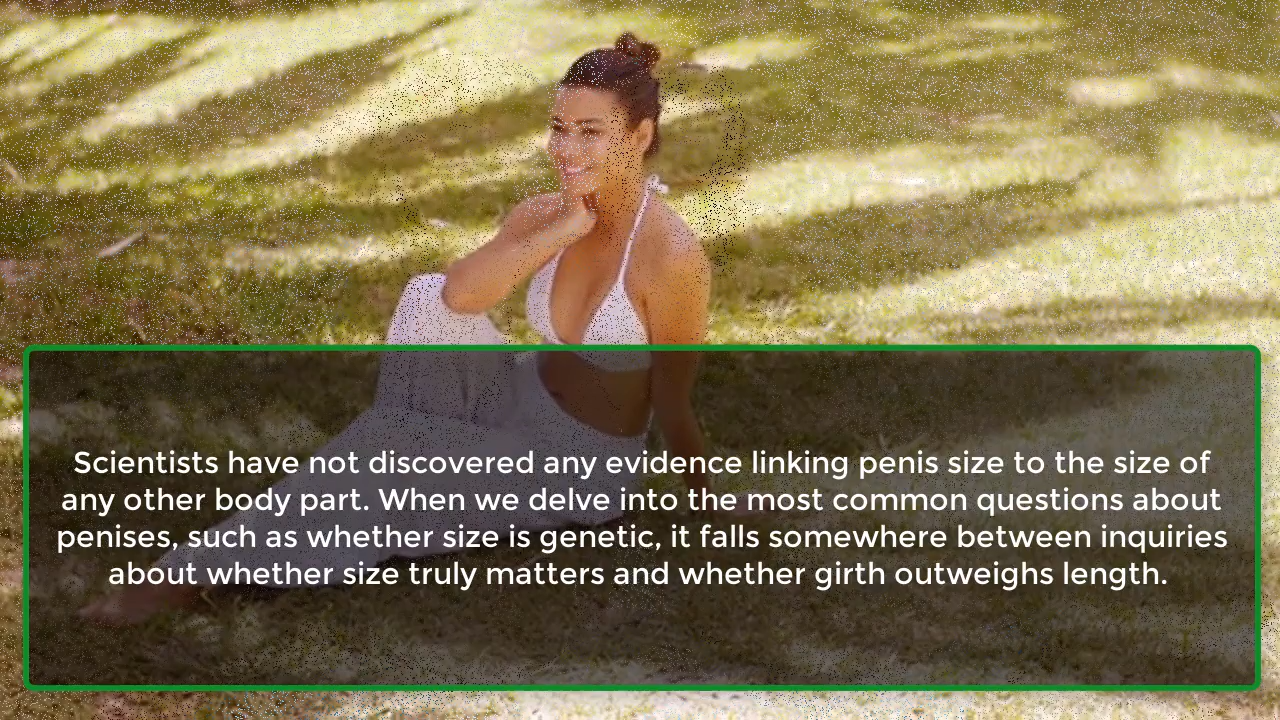 Scientists have not discovered any evidence linking penis size to the size of
any other body part. When we delve into the most common questions about
penises, such as whether size is genetic, it falls somewhere between inquiries
about whether size truly matters and whether girth outweighs length.